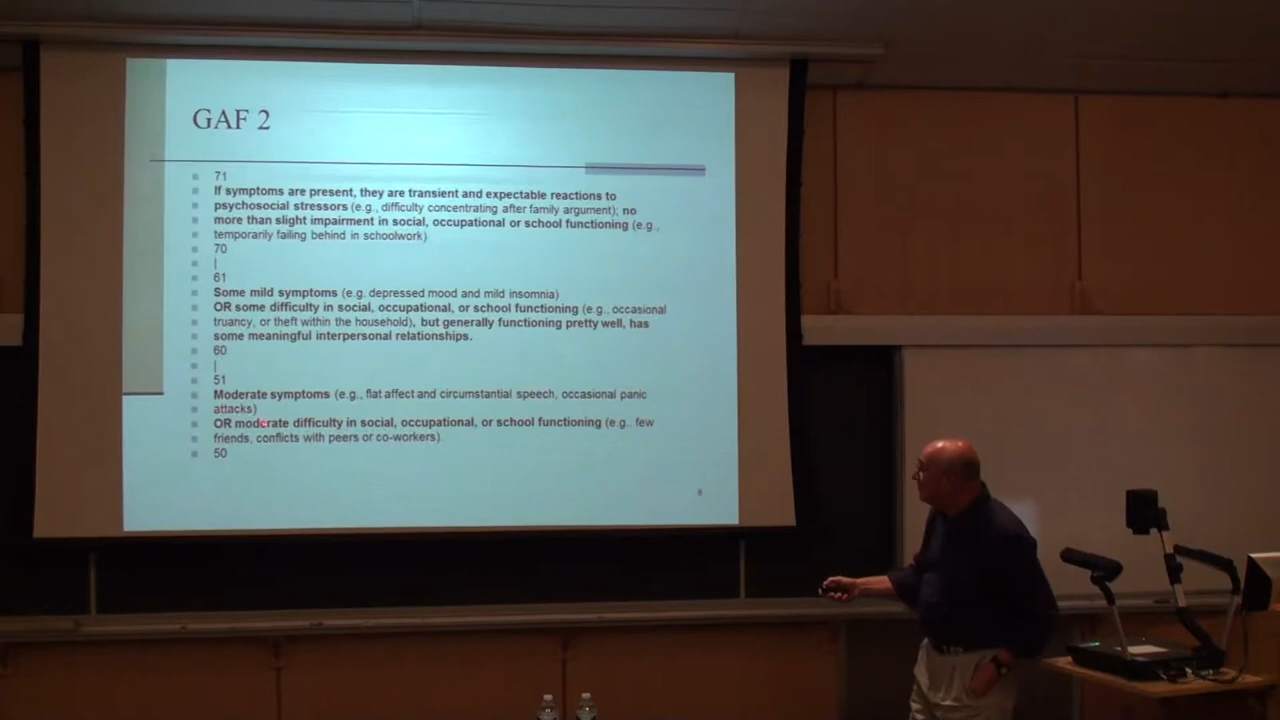 GAF 2
71
If symptoms are present, they are transient and expectable reactions to
psychosocial stressors (e.g., difficulty concentrating after family argument); no
more than slight impairment in social, occupational or school functioning (e.g.,
temporarily falling behind in schoolwork)
70
|
61
Some mild symptoms (e.g. depressed mood and mild insomnia)
OR some difficulty in social, occupational, or school functioning (e.g., occasional
truancy, or theft within the household), but generally functioning pretty well, has
some meaningful interpersonal relationships.
60
|
51
Moderate symptoms (e.g., flat affect and circumstantial speech, occasional panic
attacks)
OR moderate difficulty in social, occupational, or school functioning (e.g.. few
friends, conflicts with peers or co-workers).
50